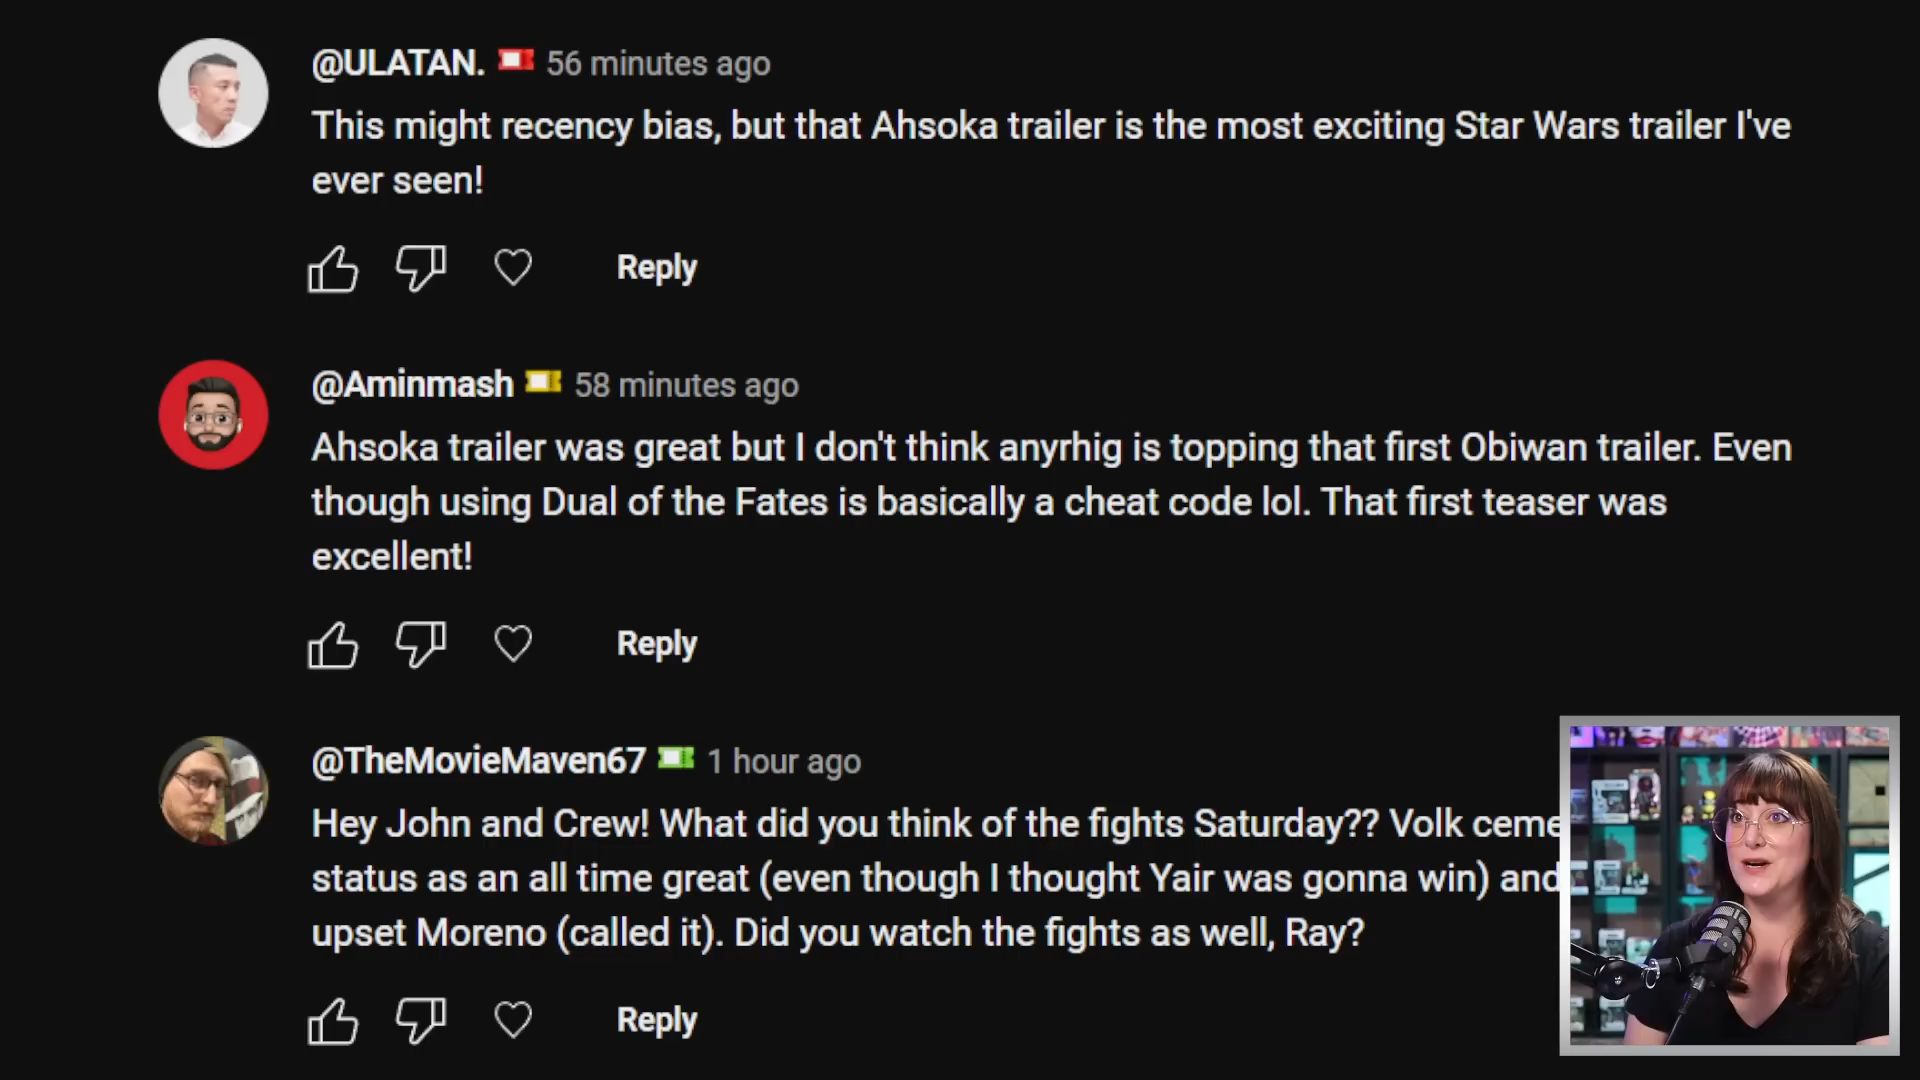 @ULATAN. 56 minutes ago
This might recency bias, but that Ahsoka trailer is the most exciting Star Wars trailer I've
ever seen!
Reply
@Aminmash 58 minutes ago
Ahsoka trailer was great but I don't think anyrhig is topping that first Obiwan trailer. Even
though using Dual of the Fates is basically a cheat code lol. That first teaser was
excellent!
Reply
@TheMovieMaven67 1 hour ago
Hey John and Crew! What did you think of the fights Saturday?? Volk ceme
status as an all time great (even though I thought Yair was gonna win) and
upset Moreno (called it). Did you watch the fights as well, Ray?
Reply